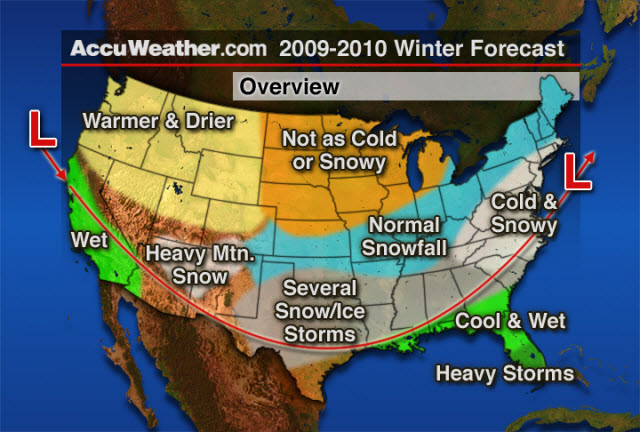 AccuWeather.com 2009-2010 Winter Forecast
Overview
L
Warmer & Drier
Not as Cold
or Snowy
L
Cold &
Snowy
Normal
Snowfall
Wet
Heavy Mtn.
Snow
Several
Snow/Ice
Storms
Cool & Wet
Heavy Storms